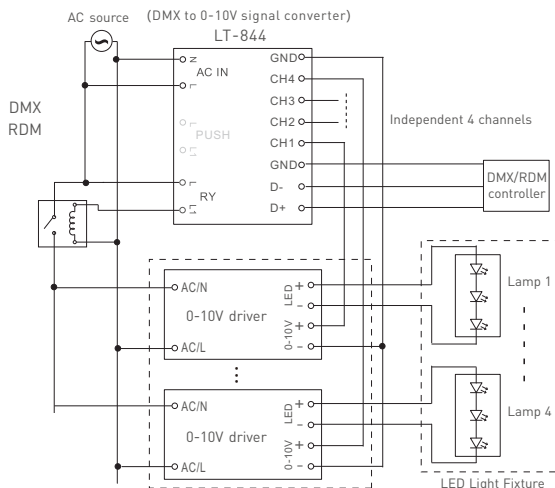 AC source
(DMX to 0-10V signal converter)
LT-844
DMX
RDM
N
AC IN
L
L
PUSH
L1
L
RY
L1
GND
CH4
CH3
CH2
CH1
GND
D-
D+
Independent 4 channels
DMX/RDM
controller
AC/N
0-10V driver
AC/L
LED
+
−
0-10V
+
−
AC/N
0-10V driver
AC/L
LED
+
−
0-10V
+
−
Lamp 1
Lamp 4
LED Light Fixture